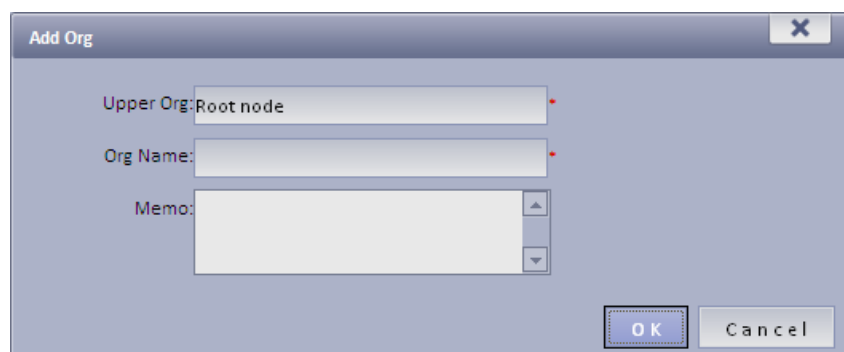 Add Org
Upper Org: Root node *
Org Name: *
Memo:
OK Cancel